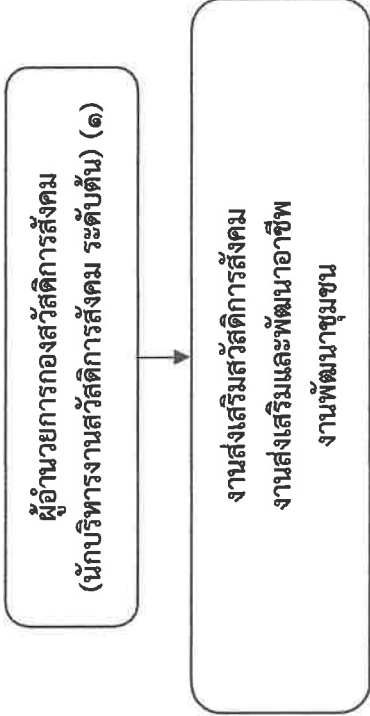 ผู้อำนวยการกองสวัสดิการสังคม
(นักบริหารงานสวัสดิการสังคม ระดับต้น) (๑)
งานส่งเสริมสวัสดิการสังคม
งานส่งเสริมและพัฒนาอาชีพ
งานพัฒนาชุมชน